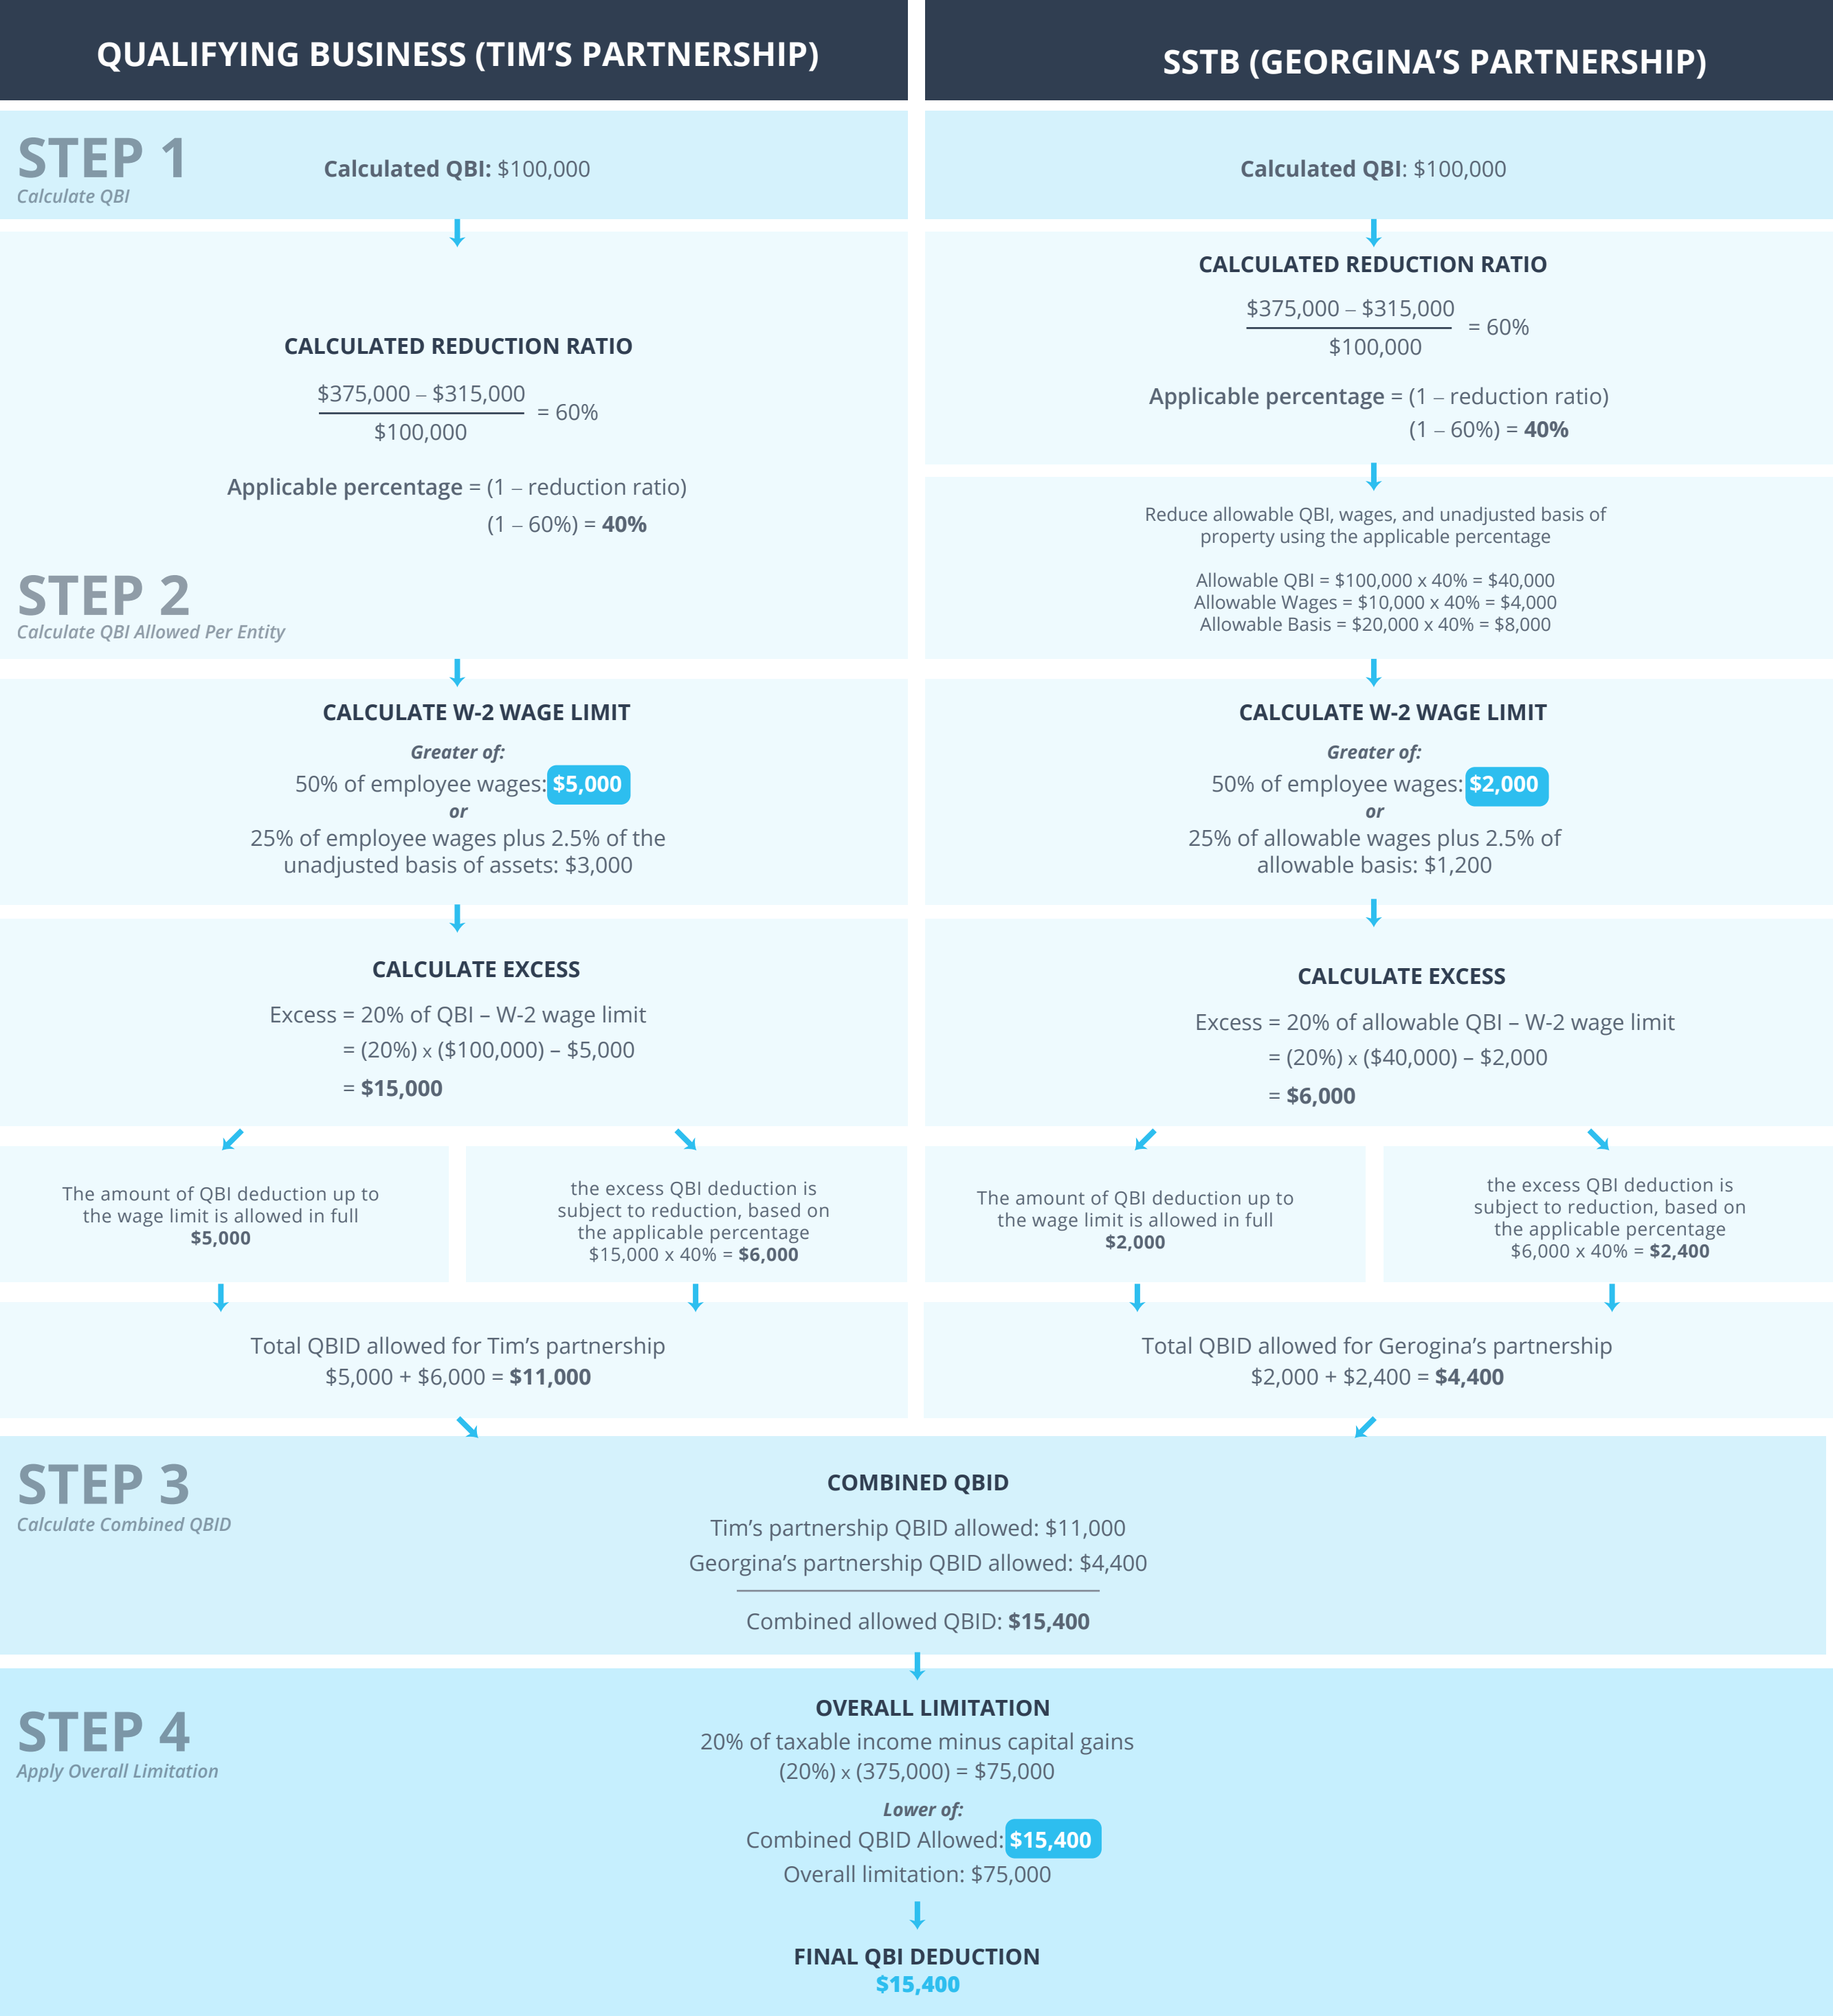 QUALIFYING BUSINESS (TIM’S PARTNERSHIP)
SSTB (GEORGINA’S PARTNERSHIP)
STEP 1
Calculate QBI
Calculated QBI: $100,000
Calculated QBI: $100,000
CALCULATED REDUCTION RATIO
$375,000 – $315,000
$100,000
= 60%
Applicable percentage = (1 – reduction ratio)
(1 – 60%) = 40%
STEP 2
Calculate QBI Allowed Per Entity
CALCULATED REDUCTION RATIO
$375,000 – $315,000
$100,000
= 60%
Applicable percentage = (1 – reduction ratio)
(1 – 60%) = 40%
Reduce allowable QBI, wages, and unadjusted basis of
property using the applicable percentage
Allowable QBI = $100,000 x 40% = $40,000
Allowable Wages = $10,000 x 40% = $4,000
Allowable Basis = $20,000 x 40% = $8,000
CALCULATE W-2 WAGE LIMIT
Greater of:
50% of employee wages: $5,000
or
25% of employee wages plus 2.5% of the
unadjusted basis of assets: $3,000
CALCULATE W-2 WAGE LIMIT
Greater of:
50% of employee wages: $2,000
or
25% of allowable wages plus 2.5% of
allowable basis: $1,200
CALCULATE EXCESS
Excess = 20% of QBI – W-2 wage limit
= (20%) x ($100,000) – $5,000
= $15,000
CALCULATE EXCESS
Excess = 20% of allowable QBI – W-2 wage limit
= (20%) x ($40,000) – $2,000
= $6,000
The amount of QBI deduction up to
the wage limit is allowed in full
$5,000
the excess QBI deduction is
subject to reduction, based on
the applicable percentage
$15,000 x 40% = $6,000
The amount of QBI deduction up to
the wage limit is allowed in full
$2,000
the excess QBI deduction is
subject to reduction, based on
the applicable percentage
$6,000 x 40% = $2,400
Total QBID allowed for Tim’s partnership
$5,000 + $6,000 = $11,000
Total QBID allowed for Gerogina’s partnership
$2,000 + $2,400 = $4,400
STEP 3
Calculate Combined QBID
COMBINED QBID
Tim’s partnership QBID allowed: $11,000
Georgina’s partnership QBID allowed: $4,400
Combined allowed QBID: $15,400
STEP 4
Apply Overall Limitation
OVERALL LIMITATION
20% of taxable income minus capital gains
(20%) x (375,000) = $75,000
Lower of:
Combined QBID Allowed: $15,400
Overall limitation: $75,000
FINAL QBI DEDUCTION
$15,400